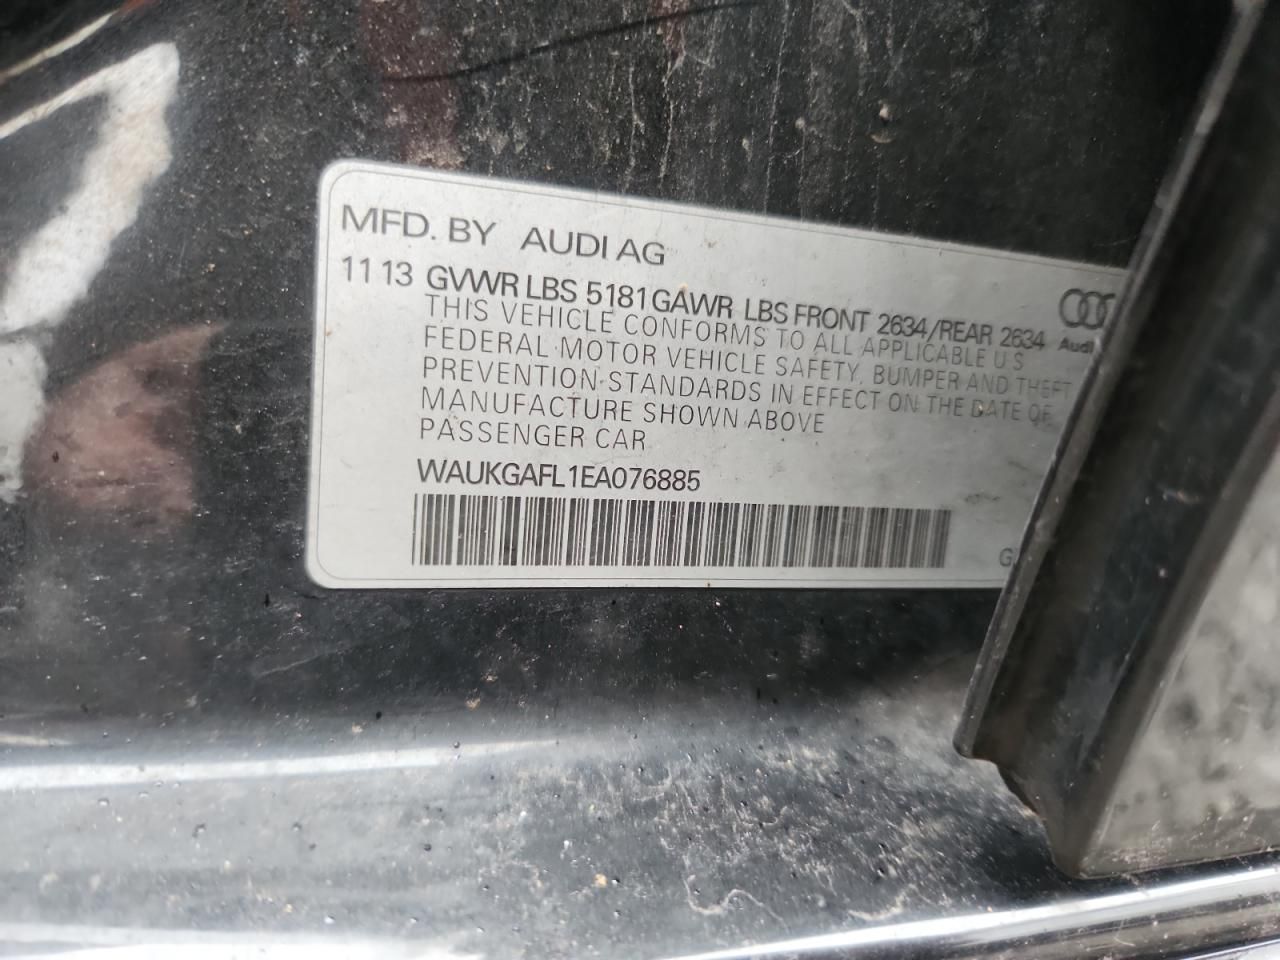 MFD. BY AUDI AG
11 13 GVWR LBS 5181 GAWR LBS FRONT 2634/REAR 2634
Audi
THIS VEHICLE CONFORMS TO ALL APPLICABLE U S
FEDERAL MOTOR VEHICLE SAFETY, BUMPER AND THEFT
PREVENTION STANDARDS IN EFFECT ON THE DATE OF
MANUFACTURE SHOWN ABOVE
PASSENGER CAR
WAUKGAFL1EA076885